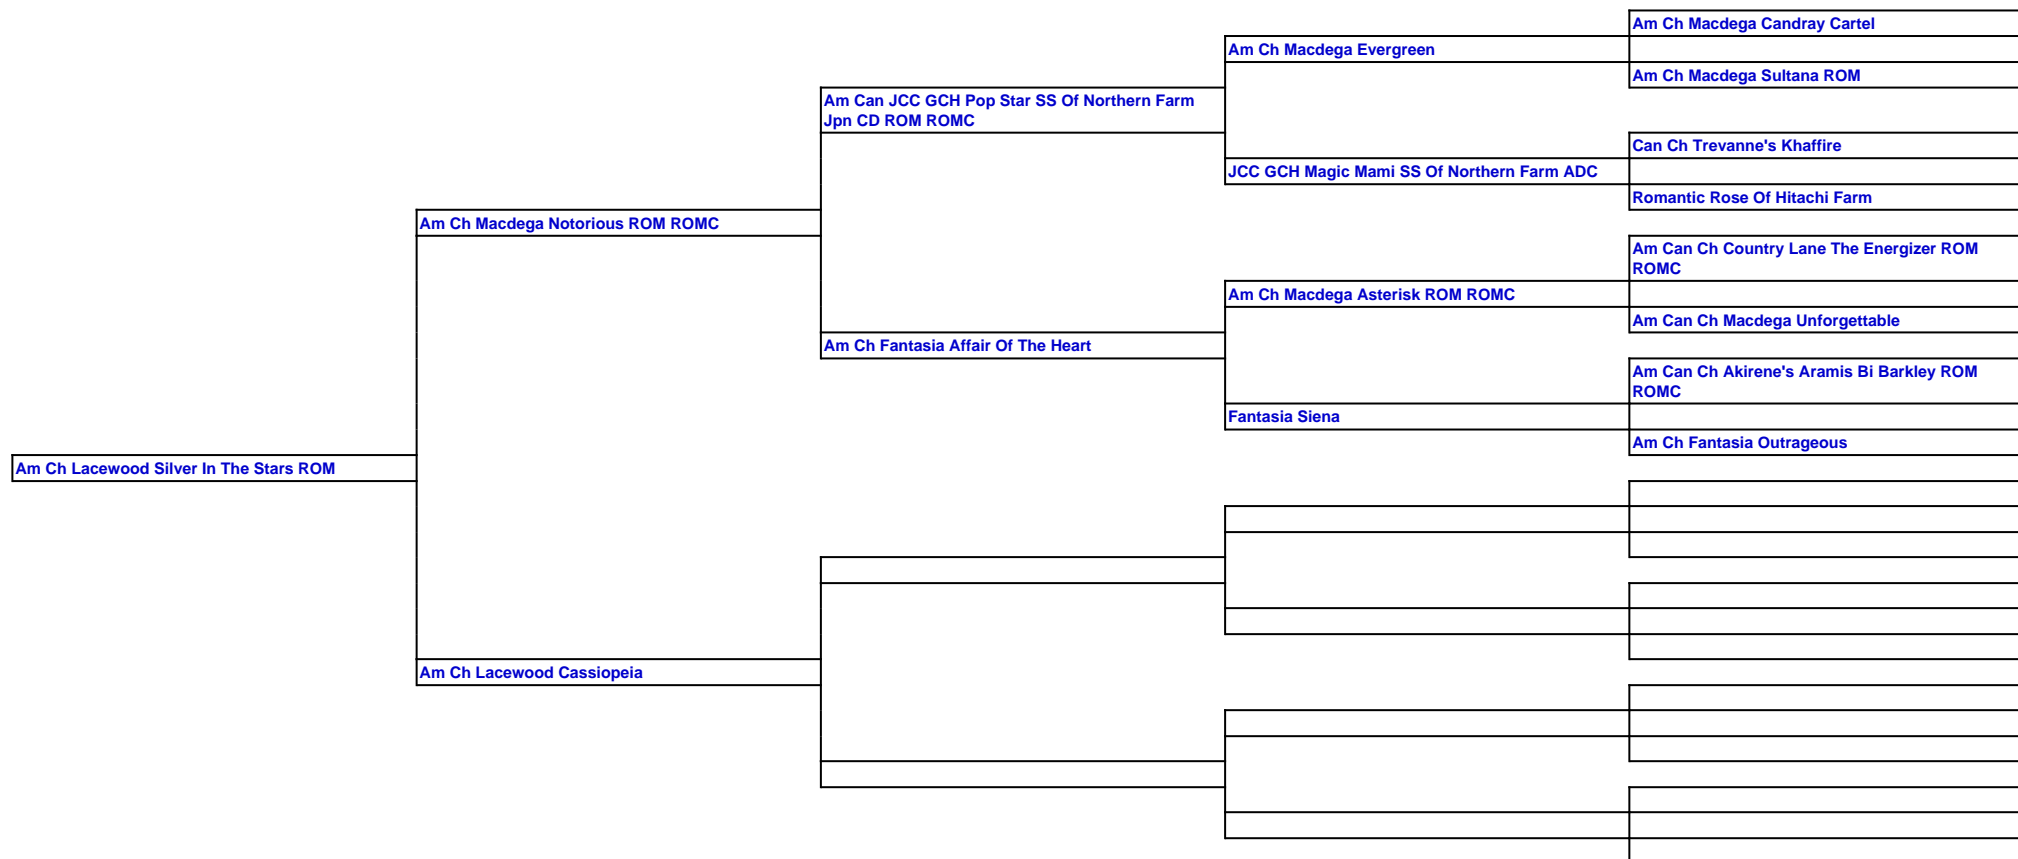 Am Ch Macdega Candray Cartel
Am Ch Macdega Evergreen
Am Ch Macdega Sultana ROM
Am Can JCC GCH Pop Star SS Of Northern Farm
Jpn CD ROM ROMC
Can Ch Trevanne's Khaffire
JCC GCH Magic Mami SS Of Northern Farm ADC
Romantic Rose Of Hitachi Farm
Am Ch Macdega Notorious ROM ROMC
Am Can Ch Country Lane The Energizer ROM
ROMC
Am Ch Macdega Asterisk ROM ROMC
Am Can Ch Macdega Unforgettable
Am Ch Fantasia Affair Of The Heart
Am Can Ch Akirene's Aramis Bi Barkley ROM
ROMC
Fantasia Siena
Am Ch Fantasia Outrageous
Am Ch Lacewood Silver In The Stars ROM
Am Ch Lacewood Cassiopeia